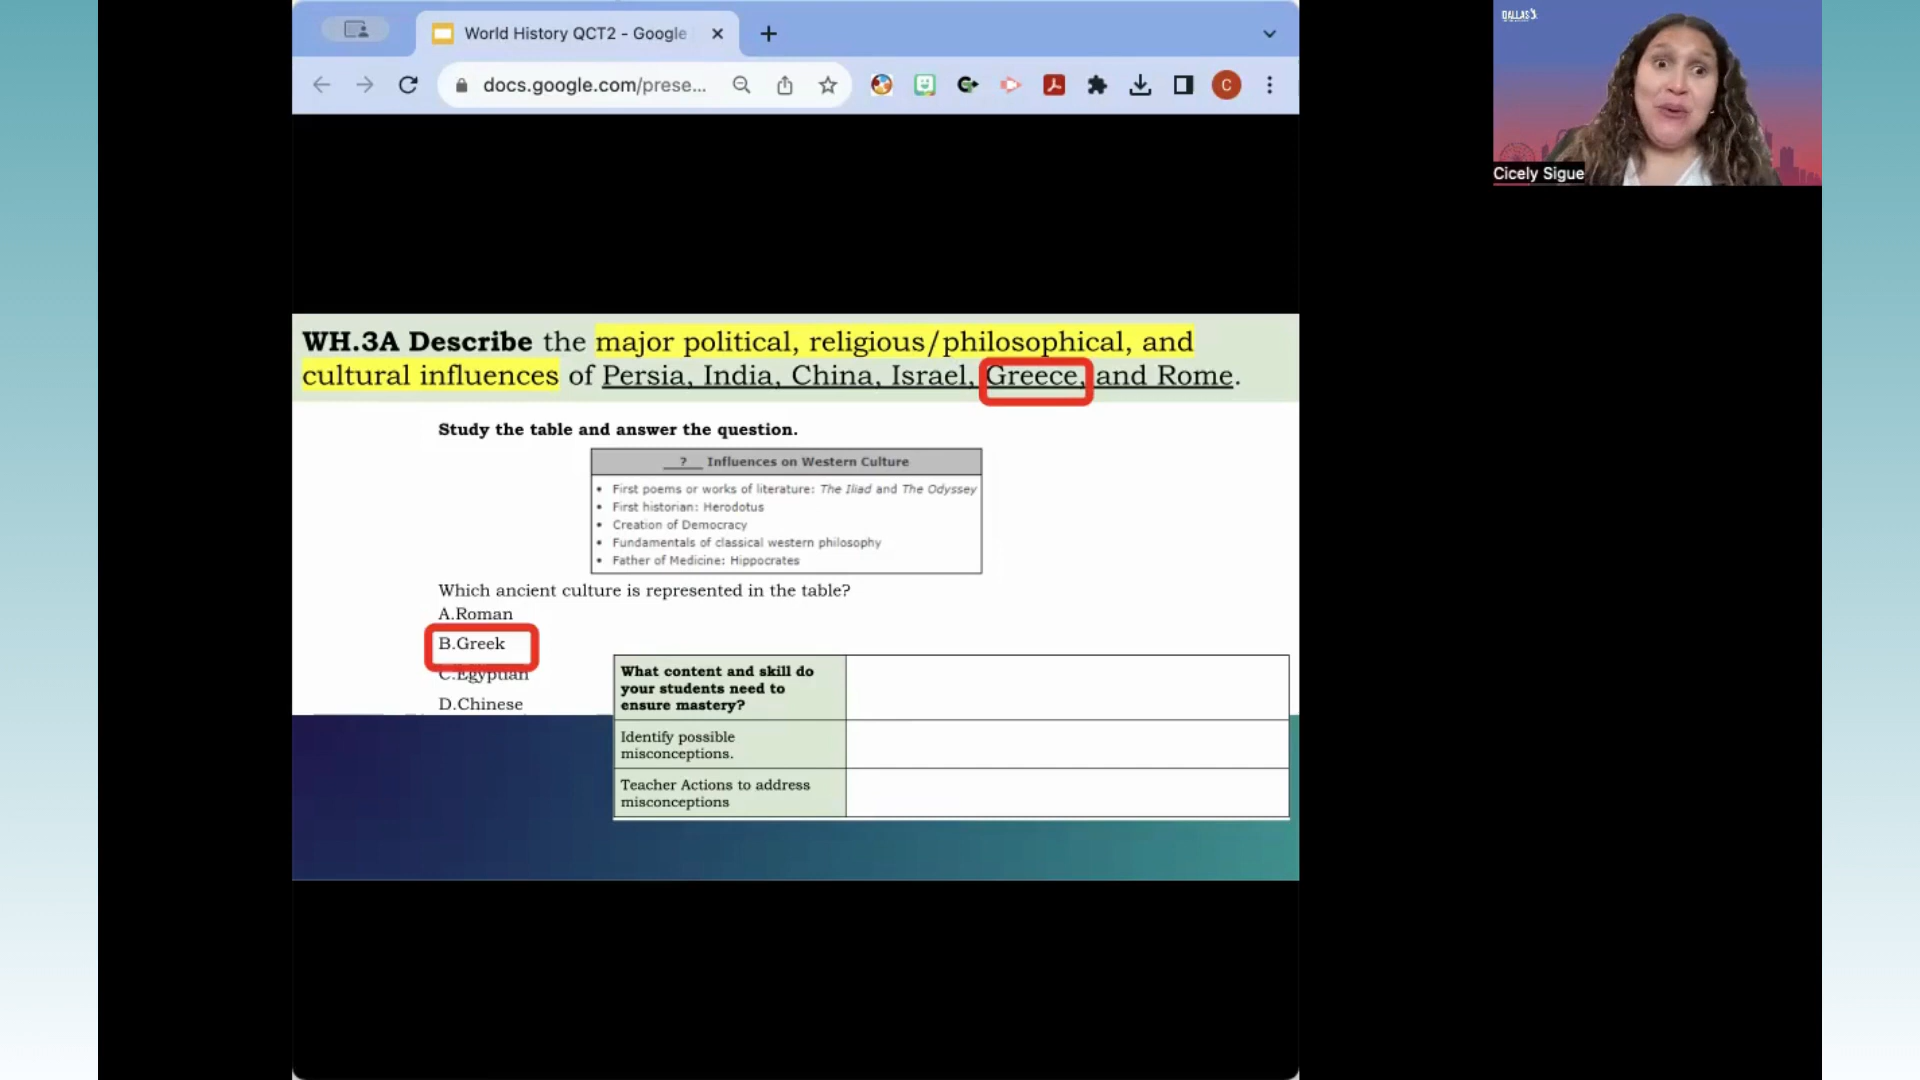 World History QCT2 - Google
docs.google.com/prese...
C
DALLAS
Cicely Sigue
WH.3A Describe the major political, religious/philosophical, and
cultural influences of Persia, India, China, Israel, Greece, and Rome.
Study the table and answer the question.
__?__ Influences on Western Culture
• First poems or works of literature: The Iliad and The Odyssey
• First historian: Herodotus
• Creation of Democracy
• Fundamentals of classical western philosophy
• Father of Medicine: Hippocrates
Which ancient culture is represented in the table?
A.Roman
B.Greek
C.Egyptian
D.Chinese
What content and skill do
your students need to
ensure mastery?
Identify possible
misconceptions.
Teacher Actions to address
misconceptions